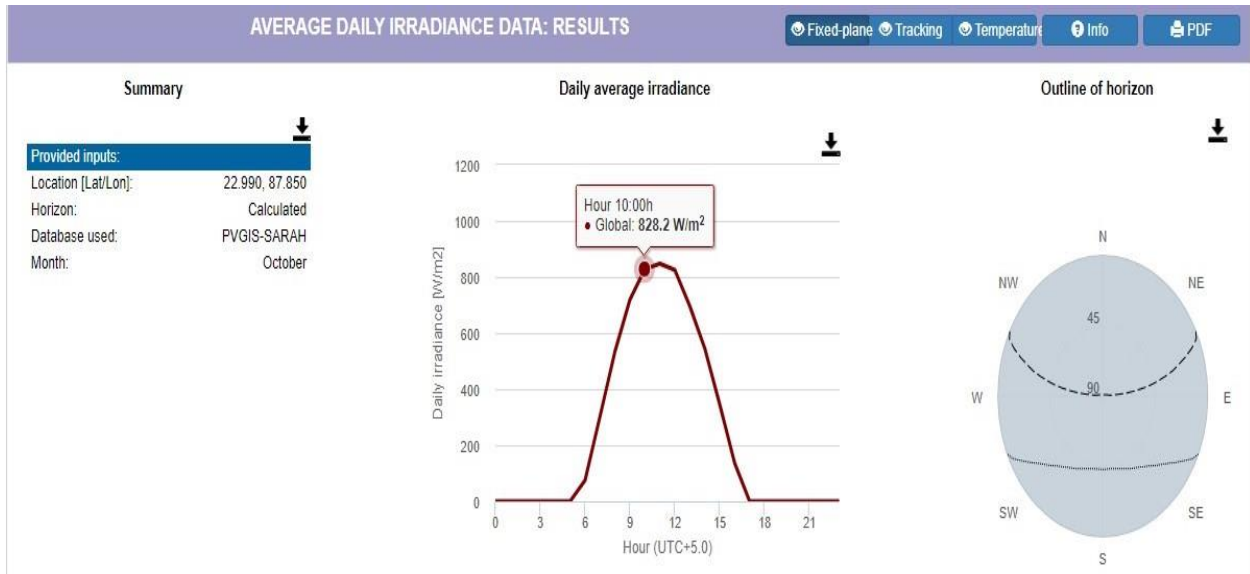 AVERAGE DAILY IRRADIANCE DATA: RESULTS
Fixed-plane
Tracking
Temperature
Info
PDF
Summary
Provided inputs:
Location [Lat/Lon]: 22.990, 87.850
Horizon: Calculated
Database used: PVGIS-SARAH
Month: October
Daily average irradiance
Hour 10:00h
Global: 828.2 W/m²
Daily irradiance [W/m2]
1200
1000
800
600
400
200
0
0 3 6 9 12 15 18 21
Hour (UTC+5.0)
Outline of horizon
N
NW NE
45
90
W E
SW SE
S